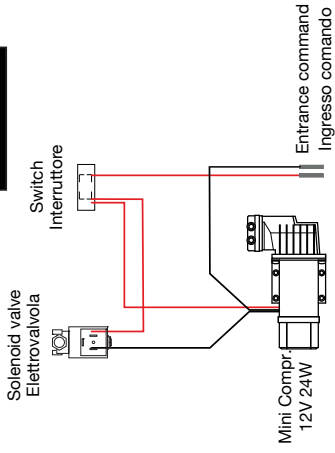 Solenoid valve
Elettrovalvola
Switch
Interruttore
Mini Compr.
12V 24W
Entrance command
Ingresso comando